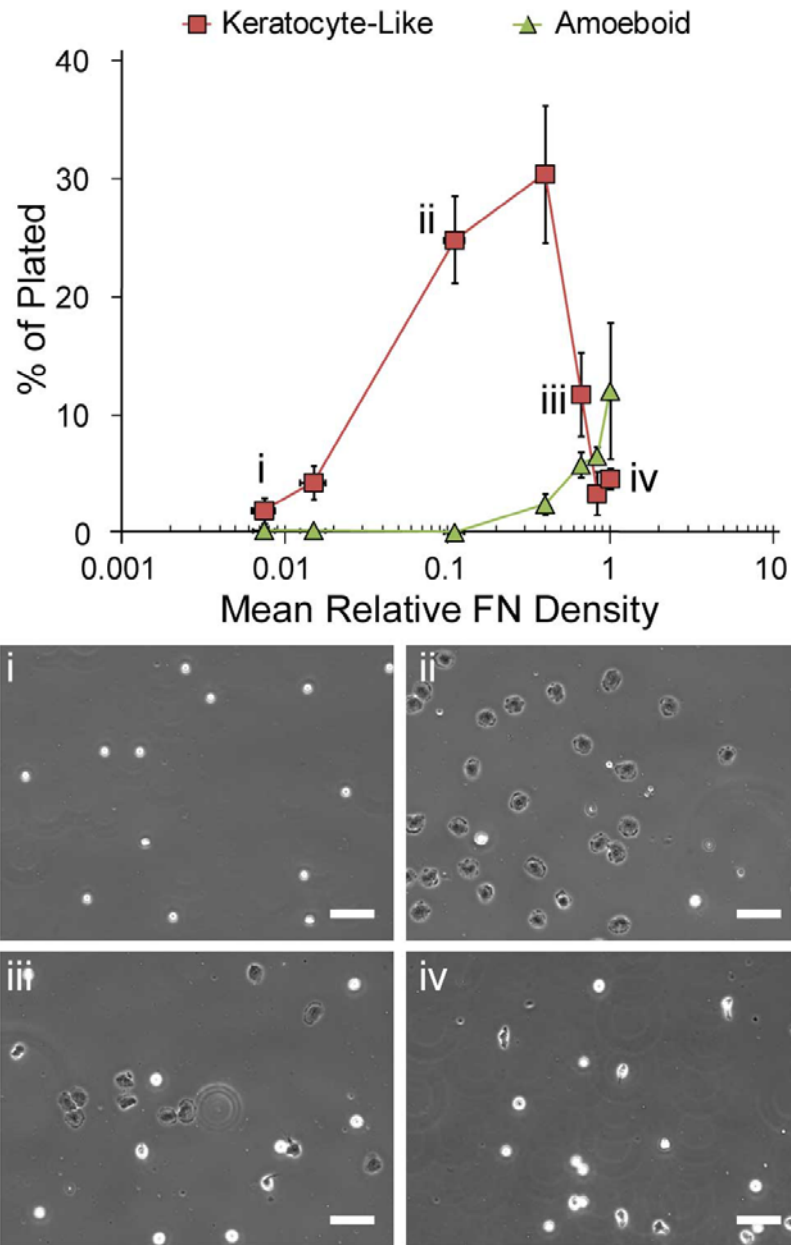 Keratocyte-Like Amoeboid
40
30
20
10
0
% of Plated
i
ii
iii
iv
0.001 0.01 0.1 1 10
Mean Relative FN Density
i
ii
iii
iv